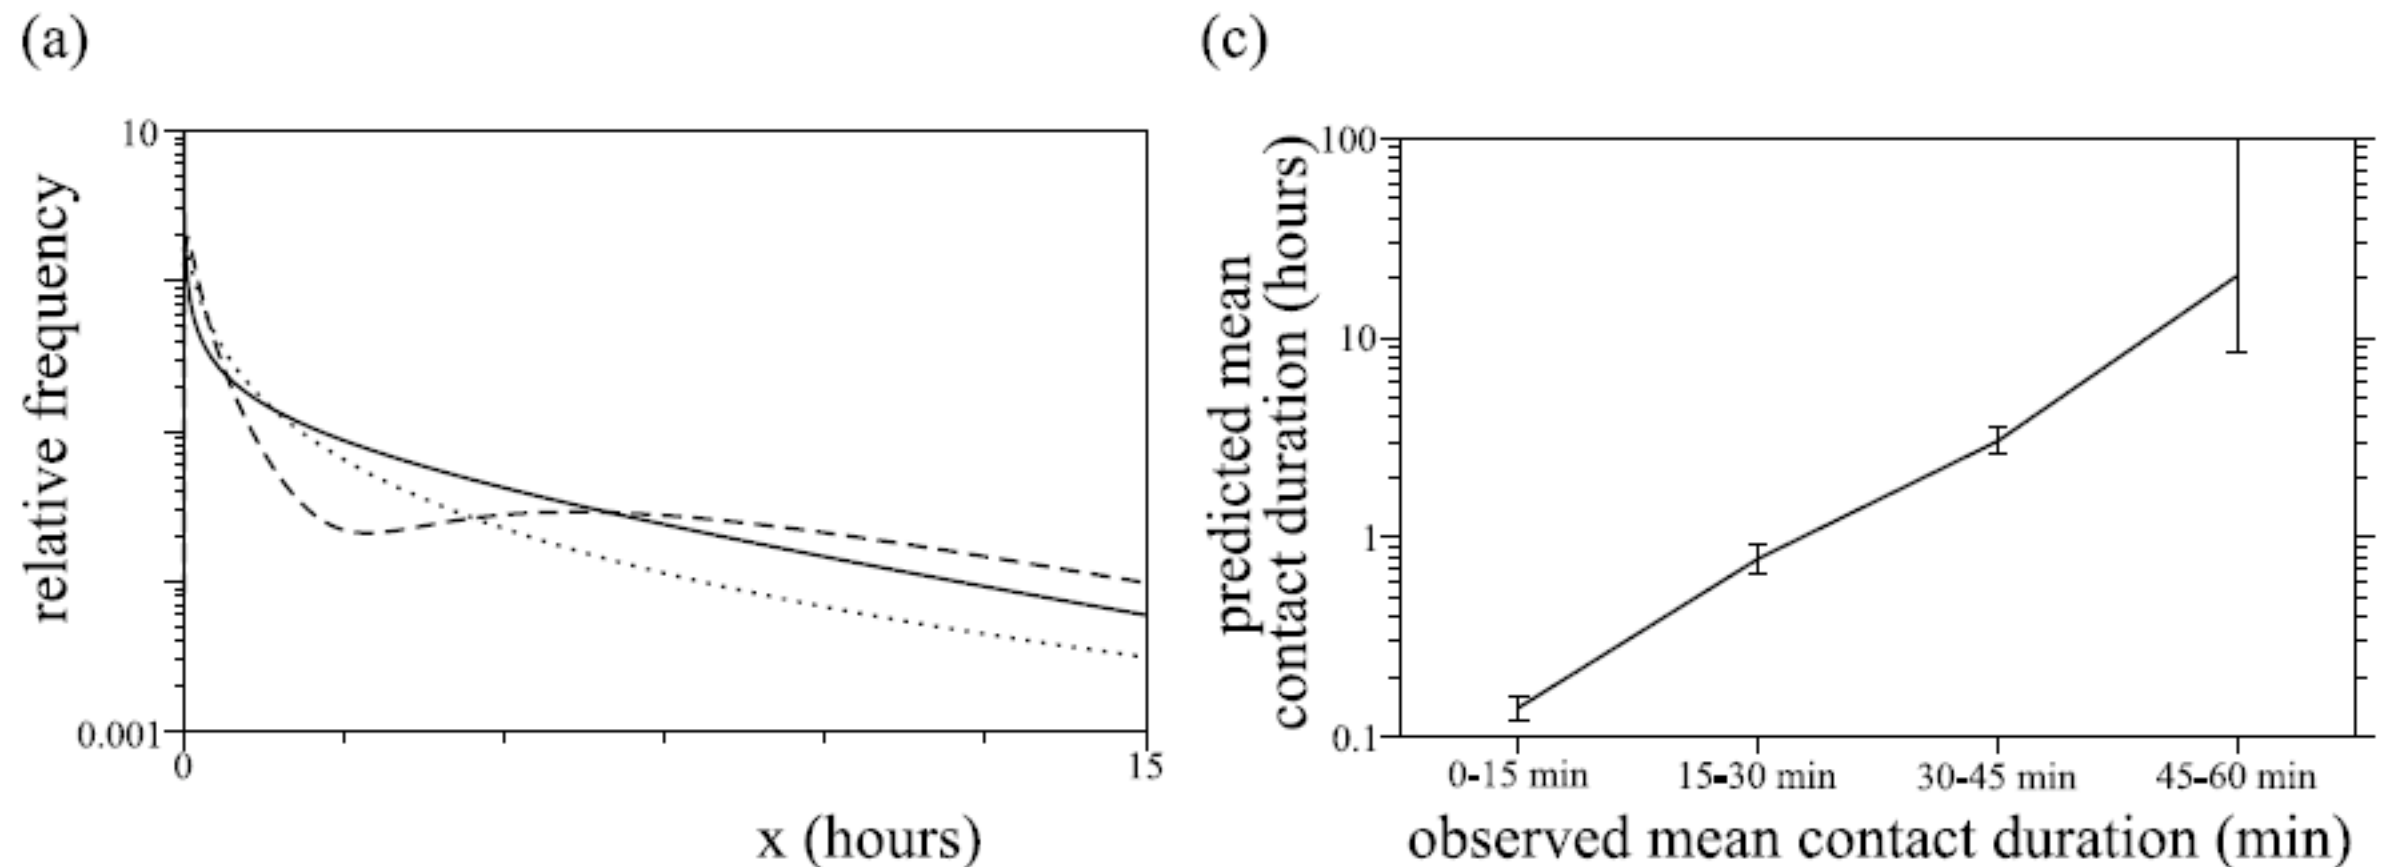 (a)
relative frequency
10
0.001
0
15
x (hours)
(c)
predicted mean
contact duration (hours)
100
10
1
0.1
0-15 min
15-30 min
30-45 min
45-60 min
observed mean contact duration (min)